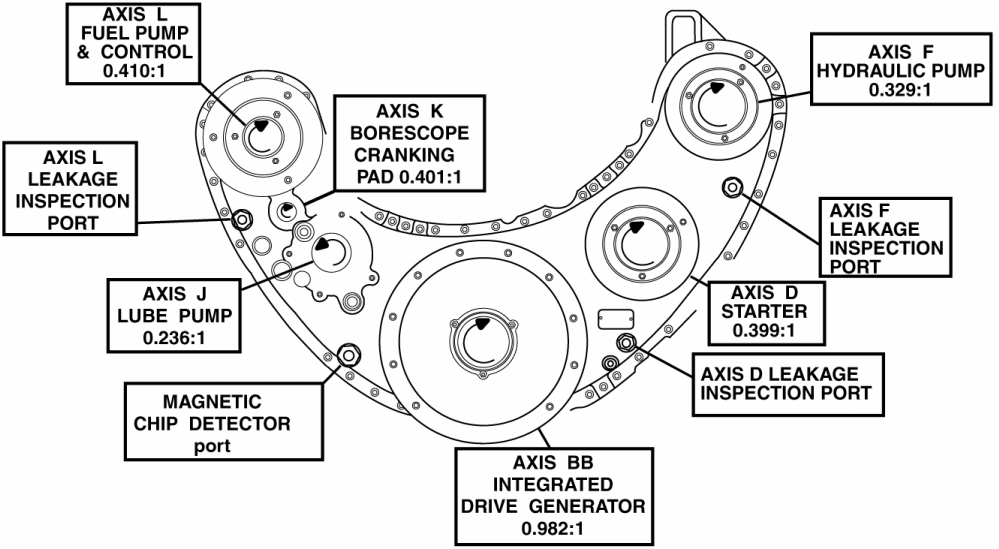 AXIS L
FUEL PUMP
& CONTROL
0.410:1
AXIS F
HYDRAULIC PUMP
0.329:1
AXIS K
BORESCOPE
CRANKING
PAD 0.401:1
AXIS L
LEAKAGE
INSPECTION
PORT
AXIS F
LEAKAGE
INSPECTION
PORT
AXIS J
LUBE PUMP
0.236:1
AXIS D
STARTER
0.399:1
AXIS D LEAKAGE
INSPECTION PORT
MAGNETIC
CHIP DETECTOR
port
AXIS BB
INTEGRATED
DRIVE GENERATOR
0.982:1